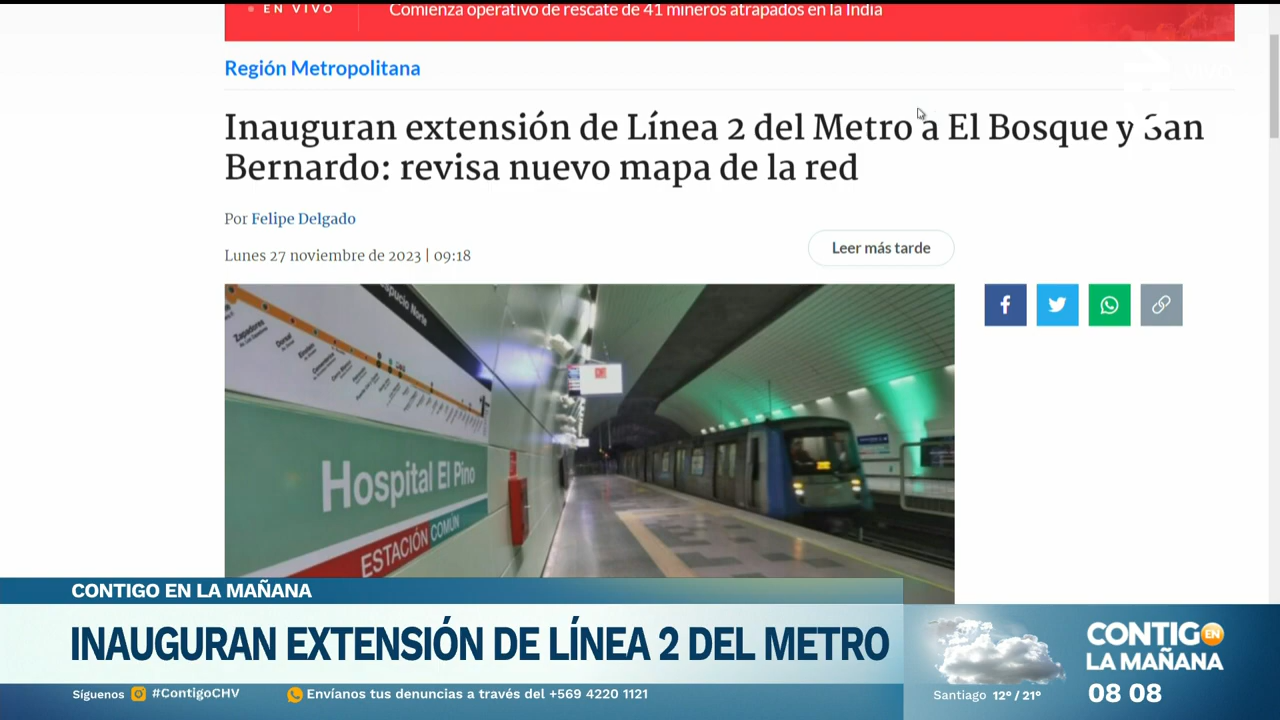 EN VIVO
Comienza operativo de rescate de 41 mineros atrapados en la India
Región Metropolitana
Inauguran extensión de Línea 2 del Metro a El Bosque y San
Bernardo: revisa nuevo mapa de la red
Por Felipe Delgado
Lunes 27 noviembre de 2023 | 09:18
Leer más tarde
Zapadores
Dorsal
Einstein
Hospital El Pino
ESTACIÓN COMÚN
CONTIGO EN LA MAÑANA
INAUGURAN EXTENSIÓN DE LÍNEA 2 DEL METRO
CONTIGO
EN
LA MAÑANA
Síguenos #ContigoCHV
Envíanos tus denuncias a través del +569 4220 1121
Santiago 12° / 21°
08 08